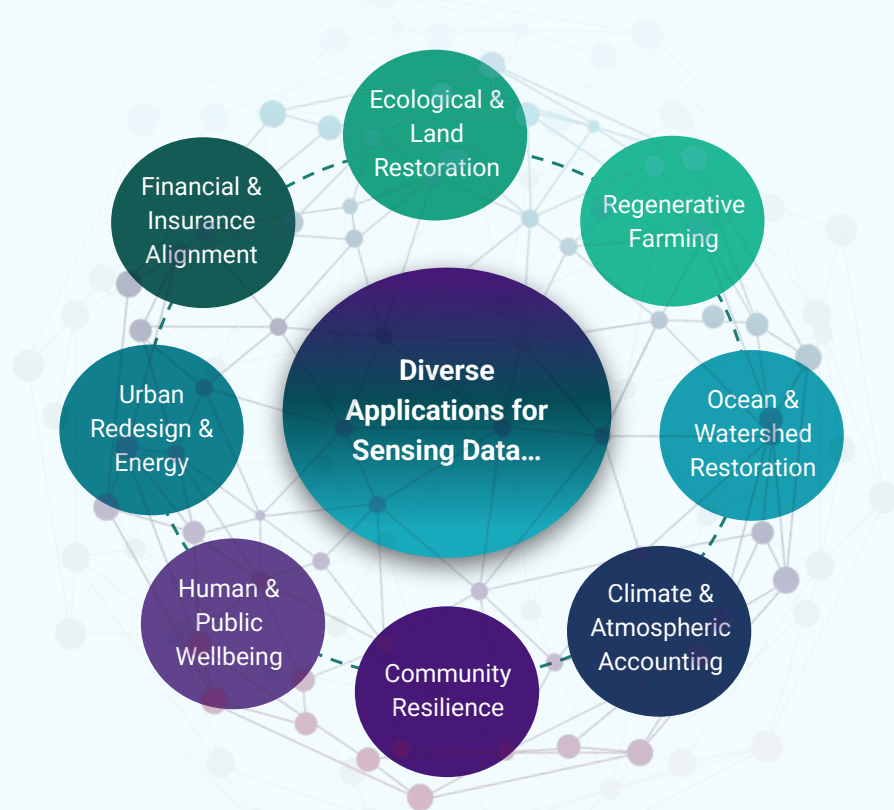 Diverse
Applications for
Sensing Data...
Ecological &
Land
Restoration
Regenerative
Farming
Ocean &
Watershed
Restoration
Climate &
Atmospheric
Accounting
Community
Resilience
Human &
Public
Wellbeing
Urban
Redesign &
Energy
Financial &
Insurance
Alignment